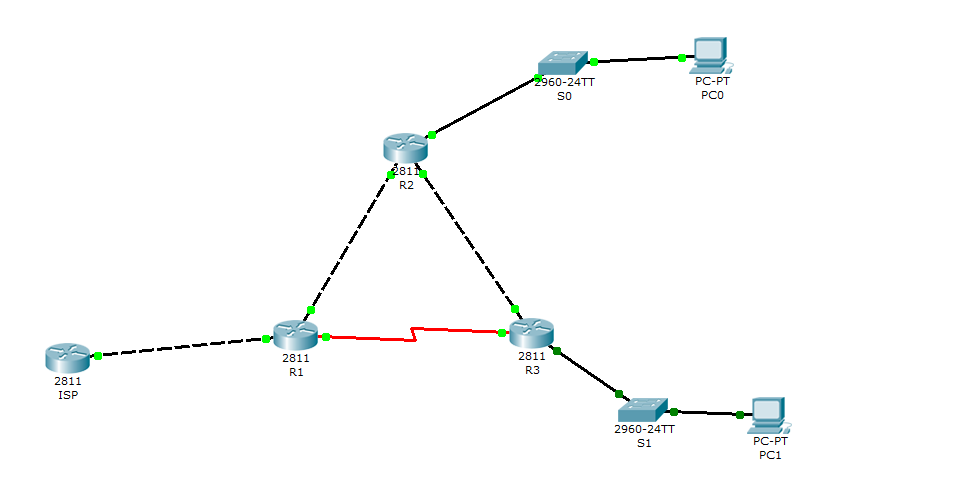 2960-24TT
S0
PC-PT
PC0
2811
R2
2811
R1
2811
R3
2811
ISP
2960-24TT
S1
PC-PT
PC1